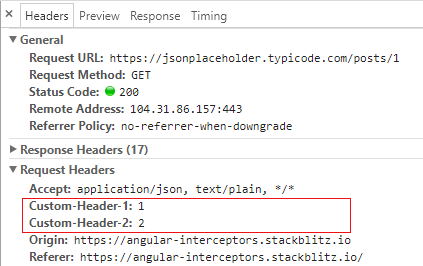 Headers Preview Response Timing
General
Request URL: https://jsonplaceholder.typicode.com/posts/1
Request Method: GET
Status Code: 200
Remote Address: 104.31.86.157:443
Referrer Policy: no-referrer-when-downgrade
Response Headers (17)
Request Headers
Accept: application/json, text/plain, */*
Custom-Header-1: 1
Custom-Header-2: 2
Origin: https://angular-interceptors.stackblitz.io
Referer: https://angular-interceptors.stackblitz.io/